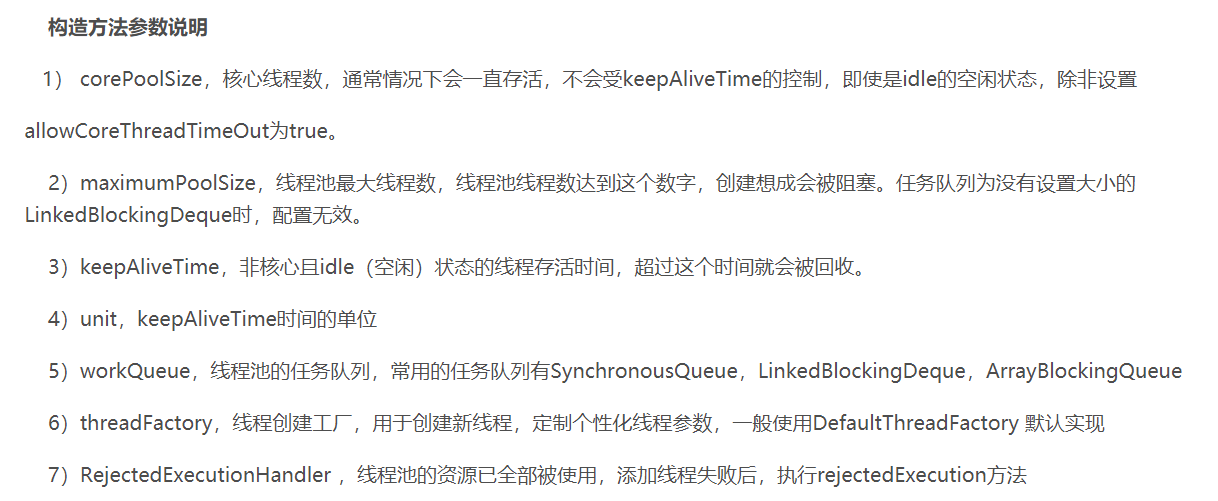 构造方法参数说明
1） corePoolSize，核心线程数，通常情况下会一直存活，不会受keepAliveTime的控制，即使是idle的空闲状态，除非设置
allowCoreThreadTimeOut为true。
2）maximumPoolSize，线程池最大线程数，线程池线程数达到这个数字，创建想成会被阻塞。任务队列为没有设置大小的
LinkedBlockingDeque时，配置无效。
3）keepAliveTime，非核心且idle（空闲）状态的线程存活时间，超过这个时间就会被回收。
4）unit，keepAliveTime时间的单位
5）workQueue，线程池的任务队列，常用的任务队列有SynchronousQueue，LinkedBlockingDeque，ArrayBlockingQueue
6）threadFactory，线程创建工厂，用于创建新线程，定制个性化线程参数，一般使用DefaultThreadFactory 默认实现
7）RejectedExecutionHandler ，线程池的资源已全部被使用，添加线程失败后，执行rejectedExecution方法